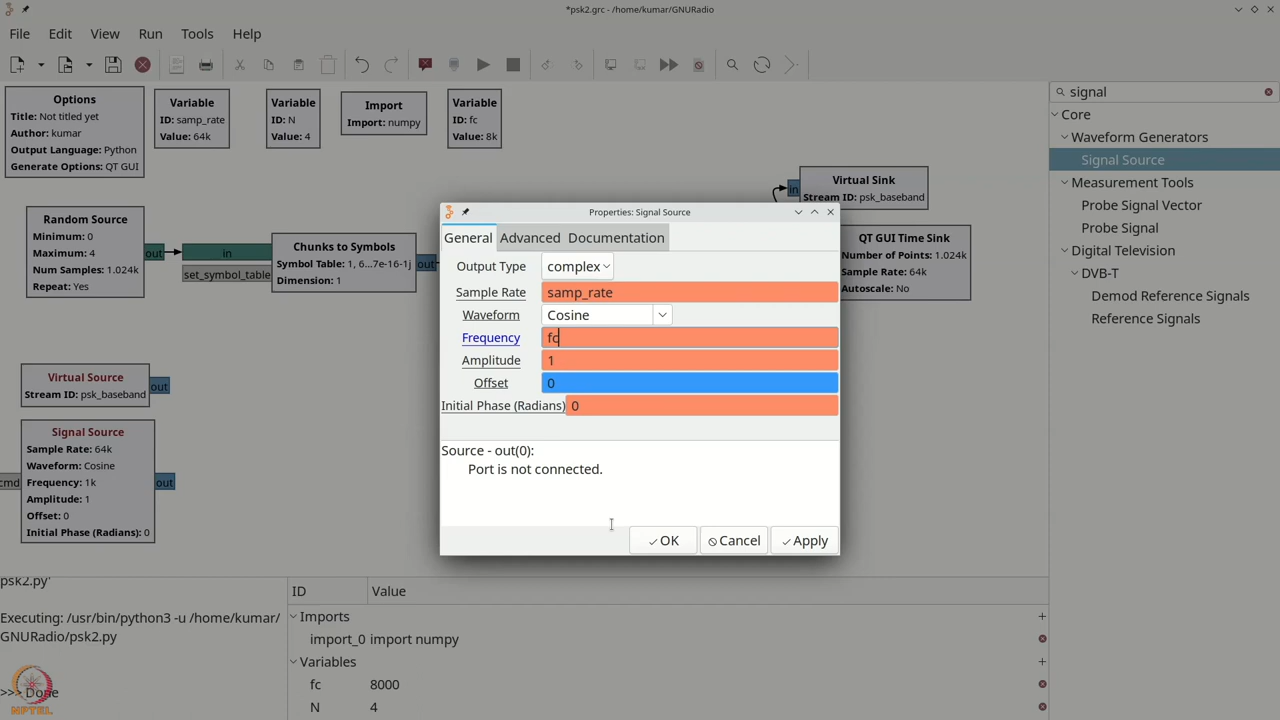 *psk2.grc - /home/kumar/GNURadio
File Edit View Run Tools Help
Options
Title: Not titled yet
Author: kumar
Output Language: Python
Generate Options: QT GUI
Variable
ID: samp_rate
Value: 64k
Variable
ID: N
Value: 4
Import
Import: numpy
Variable
ID: fc
Value: 8k
signal
Core
Waveform Generators
Signal Source
Measurement Tools
Probe Signal Vector
Probe Signal
Digital Television
DVB-T
Demod Reference Signals
Reference Signals
in
Virtual Sink
Stream ID: psk_baseband
Random Source
Minimum: 0
Maximum: 4
Num Samples: 1.024k
Repeat: Yes
out
in
set_symbol_table
Chunks to Symbols
Symbol Table: 1, 6...7e-16-1j
Dimension: 1
out
QT GUI Time Sink
Number of Points: 1.024k
Sample Rate: 64k
Autoscale: No
Virtual Source
Stream ID: psk_baseband
out
cmd
Signal Source
Sample Rate: 64k
Waveform: Cosine
Frequency: 1k
Amplitude: 1
Offset: 0
Initial Phase (Radians): 0
out
Properties: Signal Source
General Advanced Documentation
Output Type complex
Sample Rate samp_rate
Waveform Cosine
Frequency fc
Amplitude 1
Offset 0
Initial Phase (Radians) 0
Source - out(0):
Port is not connected.
OK Cancel Apply
psk2.py'
Executing: /usr/bin/python3 -u /home/kumar/
GNURadio/psk2.py
>>> Done
NPTEL
ID Value
Imports
import_0 import numpy
Variables
fc 8000
N 4